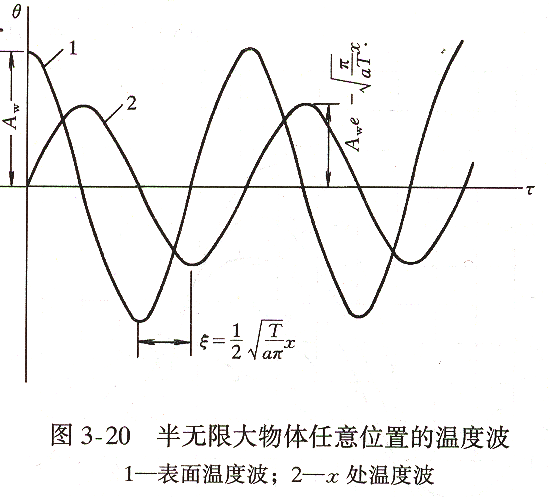 θ
1
2
A_w
A_w e^{-\sqrt{\frac{π}{aT}}x}
τ
ξ=\frac{1}{2}\sqrt{\frac{T}{aπ}}x
图 3-20 半无限大物体任意位置的温度波
1—表面温度波；2—x 处温度波